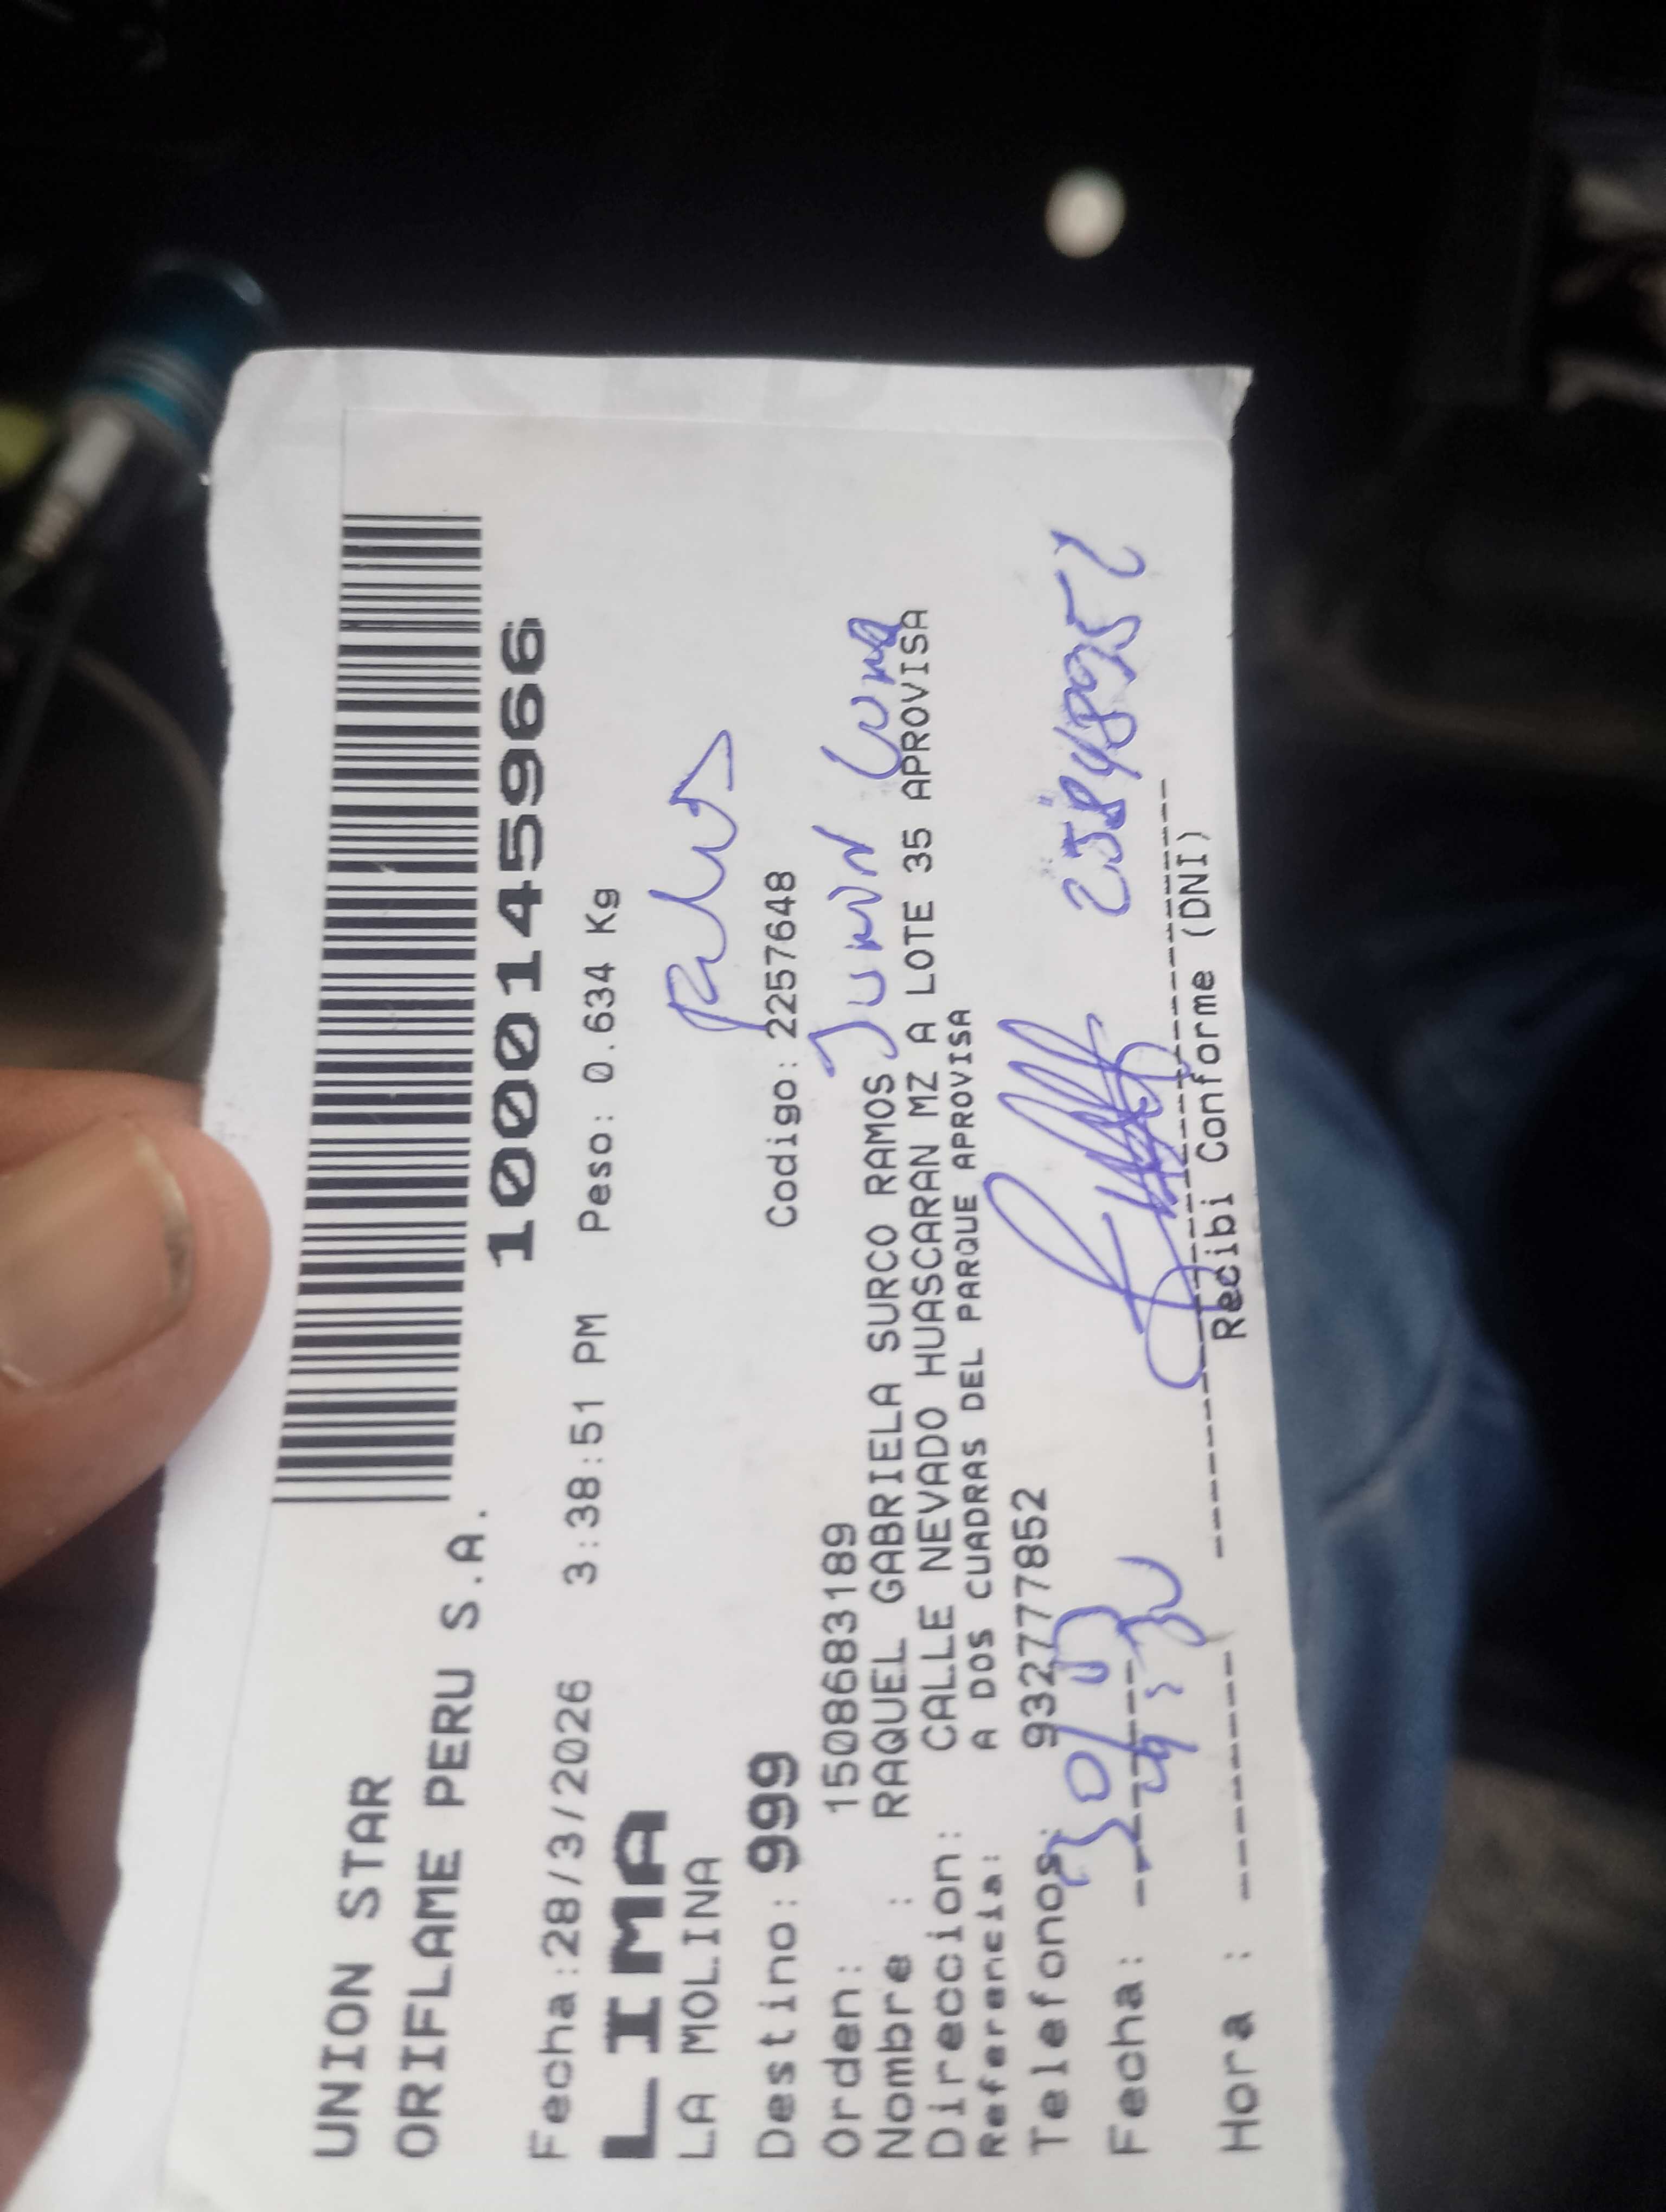 UNION STAR
ORIFLAME PERU S.A.
1000145966
Fecha:28/3/2026 3:38:51 PM Peso: 0.634 Kg
LIMA
LA MOLINA
Destino: 999 Codigo: 2257648
Orden: 1508683189
Nombre : RAQUEL GABRIELA SURCO RAMOS
Direccion: CALLE NEVADO HUASCARAN MZ A LOTE 35 APROVISA
Referencia: A DOS CUADRAS DEL PARQUE APROVISA
Telefonos: 932777852
Fecha: 30/03
Hora :
Recibi Conforme (DNI)